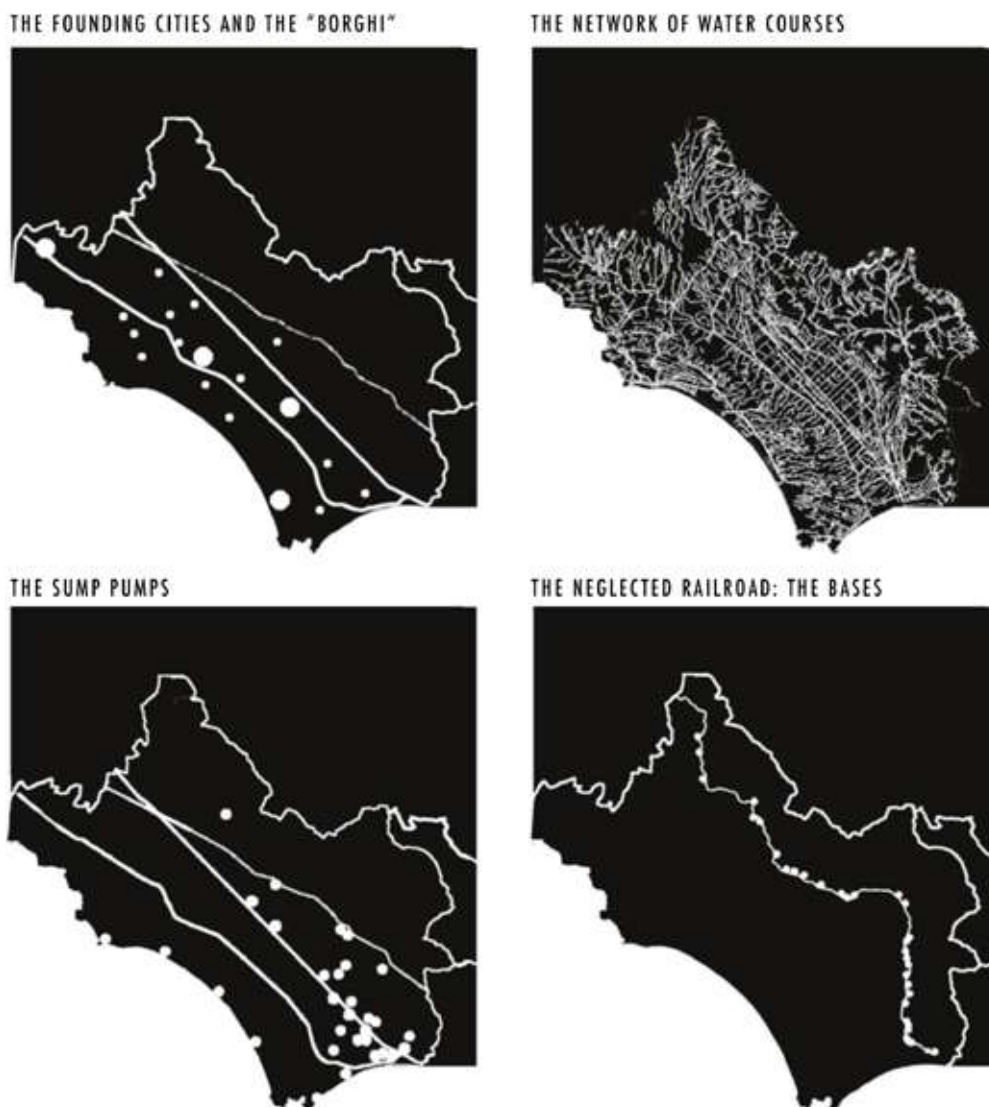 THE FOUNDING CITIES AND THE "BORGHI"
THE NETWORK OF WATER COURSES
THE SUMP PUMPS
THE NEGLECTED RAILROAD: THE BASES